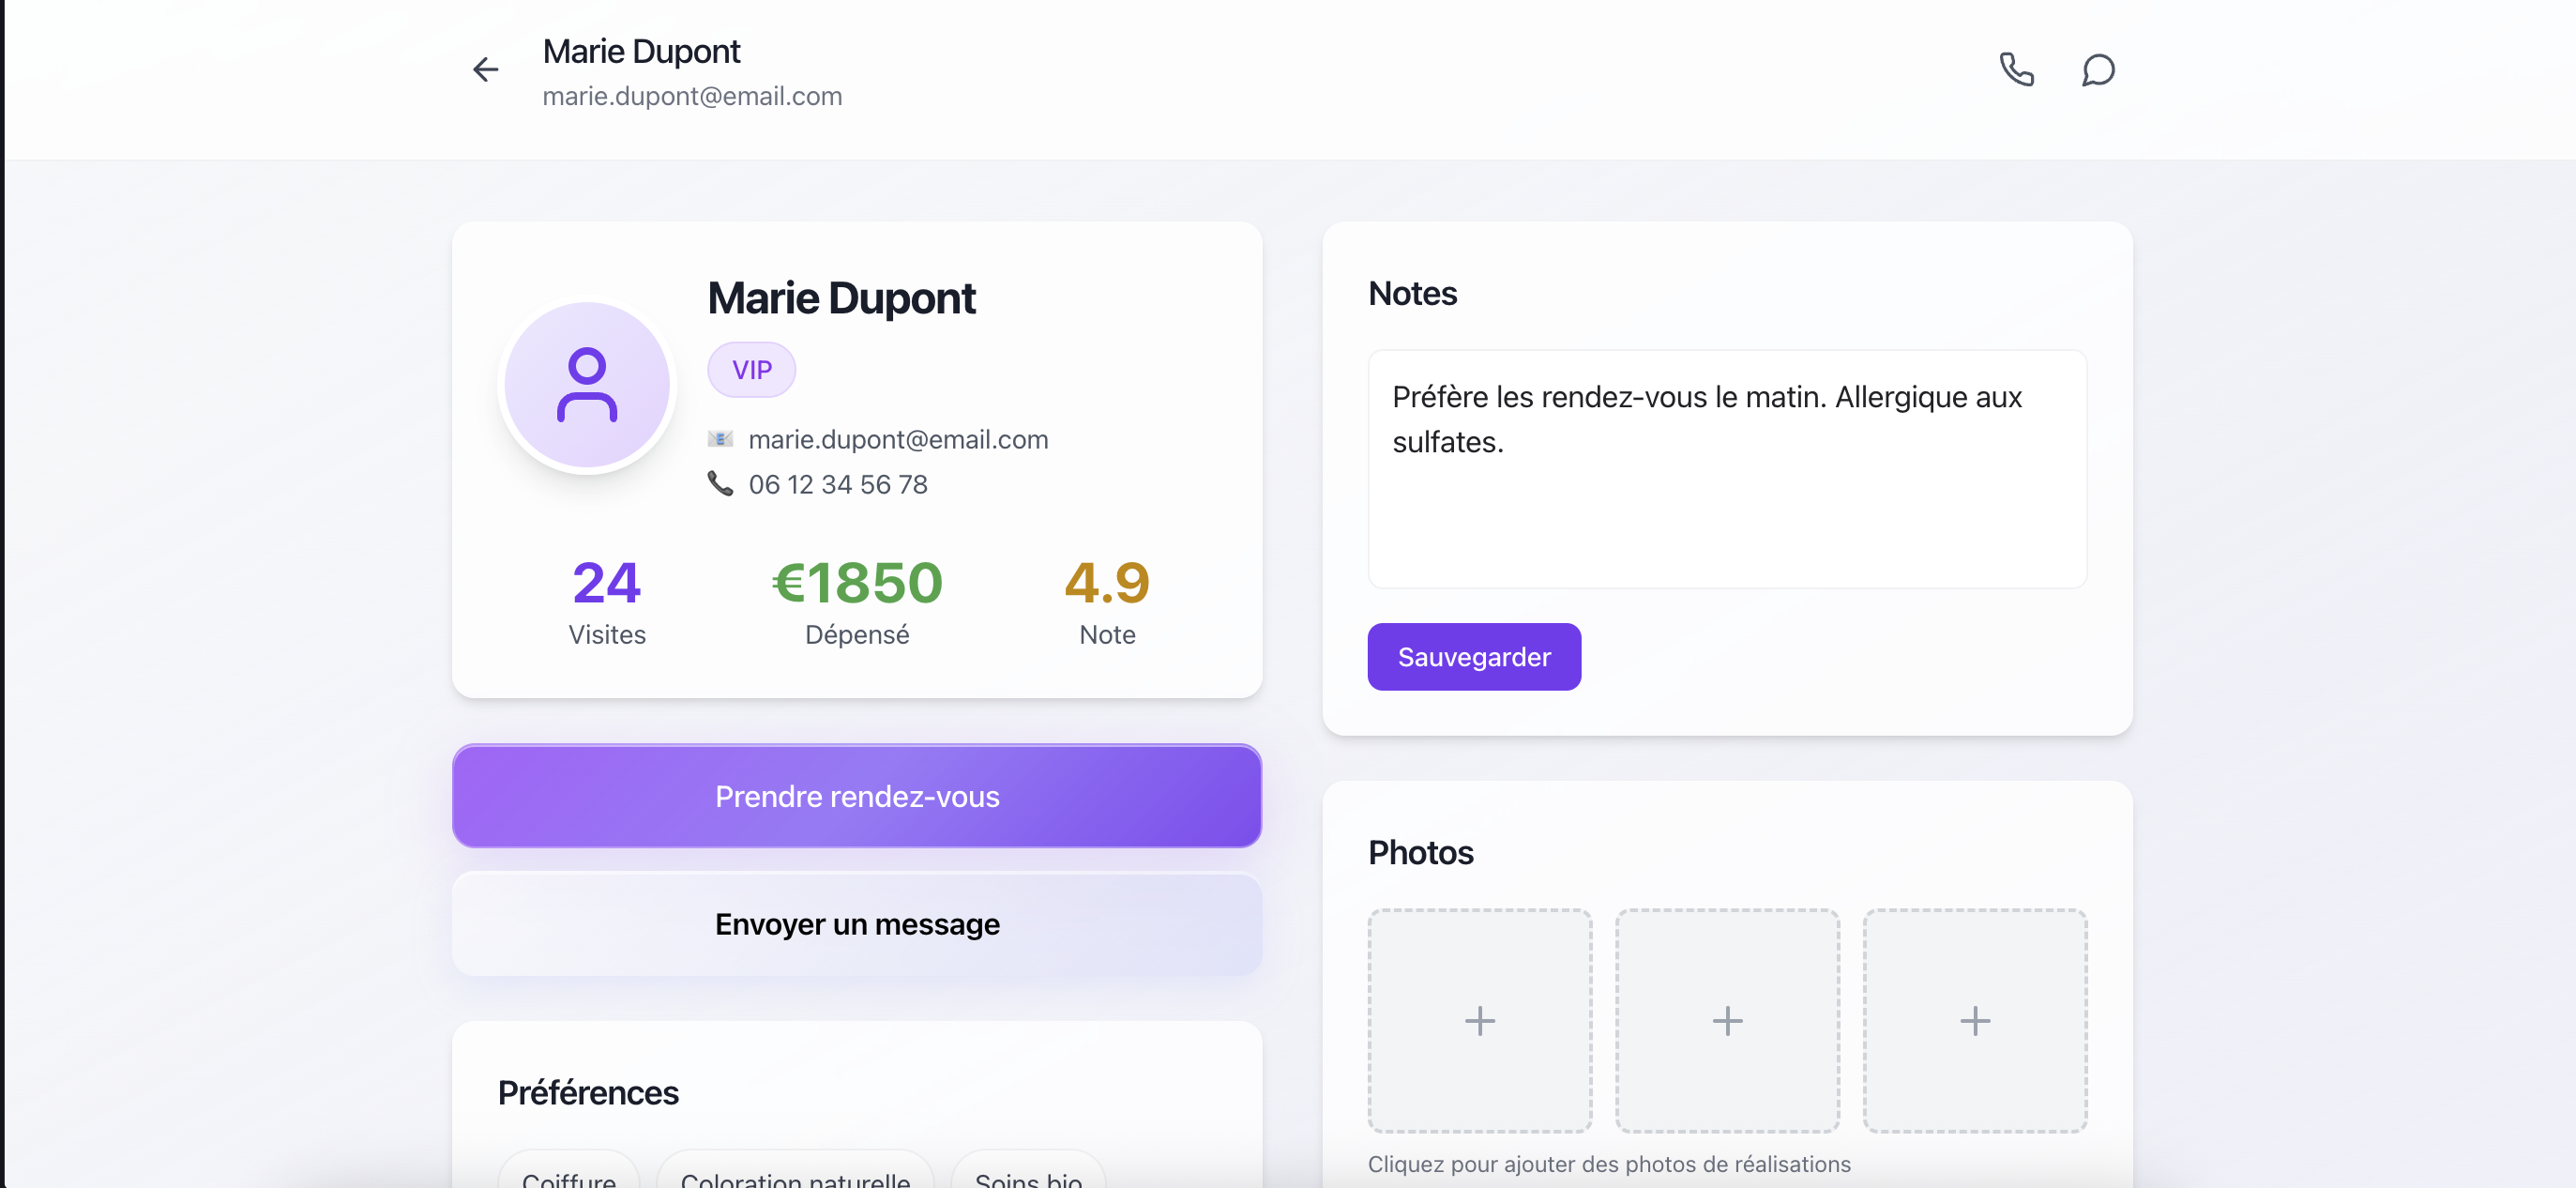 Marie Dupont
marie.dupont@email.com
Marie Dupont
VIP
marie.dupont@email.com
06 12 34 56 78
24
Visites
€1850
Dépensé
4.9
Note
Prendre rendez-vous
Envoyer un message
Préférences
Coiffure
Coloration naturelle
Soins bio
Notes
Préfère les rendez-vous le matin. Allergique aux
sulfates.
Sauvegarder
Photos
Cliquez pour ajouter des photos de réalisations